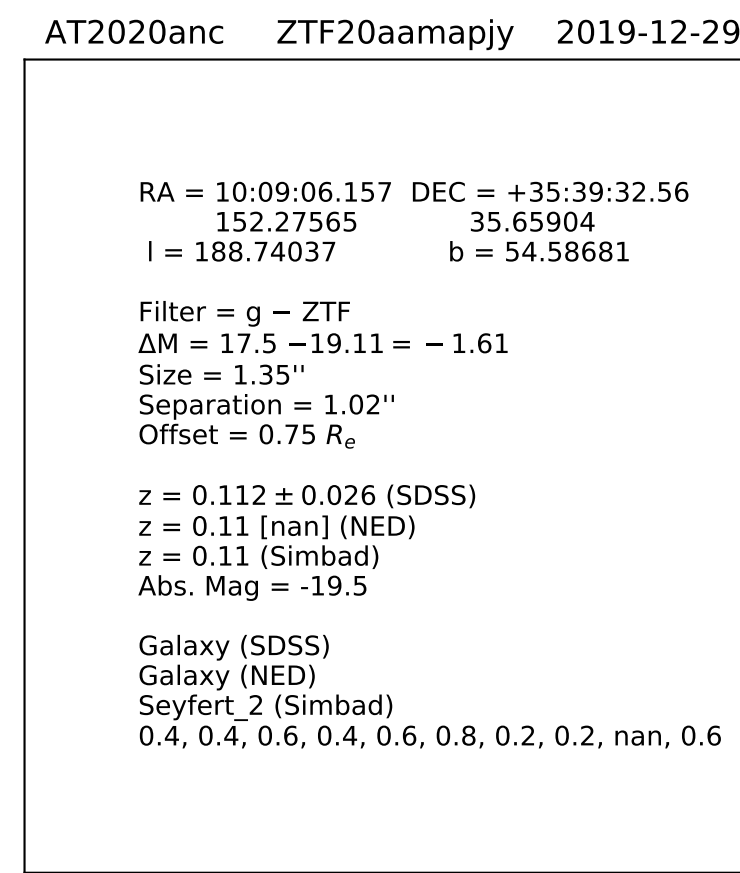 AT2020anc ZTF20aamapjy 2019-12-29
RA = 10:09:06.157 DEC = +35:39:32.56
152.27565 35.65904
l = 188.74037 b = 54.58681
Filter = g − ZTF
ΔM = 17.5 −19.11 = − 1.61
Size = 1.35''
Separation = 1.02''
Offset = 0.75 Re
z = 0.112 ± 0.026 (SDSS)
z = 0.11 [nan] (NED)
z = 0.11 (Simbad)
Abs. Mag = -19.5
Galaxy (SDSS)
Galaxy (NED)
Seyfert_2 (Simbad)
0.4, 0.4, 0.6, 0.4, 0.6, 0.8, 0.2, 0.2, nan, 0.6